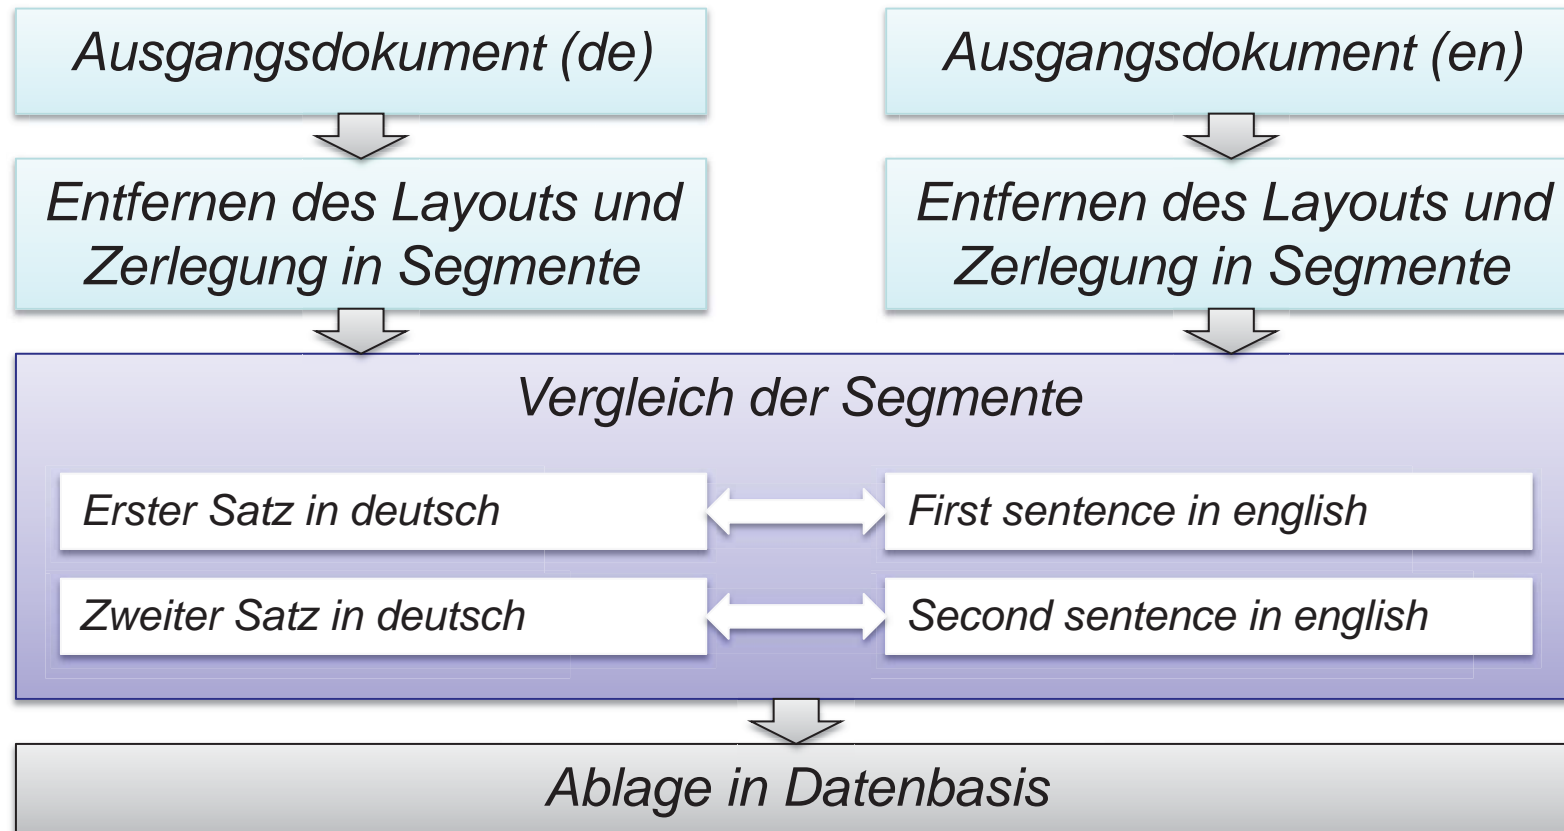 Ausgangsdokument (de)
Ausgangsdokument (en)
Entfernen des Layouts und
Zerlegung in Segmente
Entfernen des Layouts und
Zerlegung in Segmente
Vergleich der Segmente
Erster Satz in deutsch
First sentence in english
Zweiter Satz in deutsch
Second sentence in english
Ablage in Datenbasis